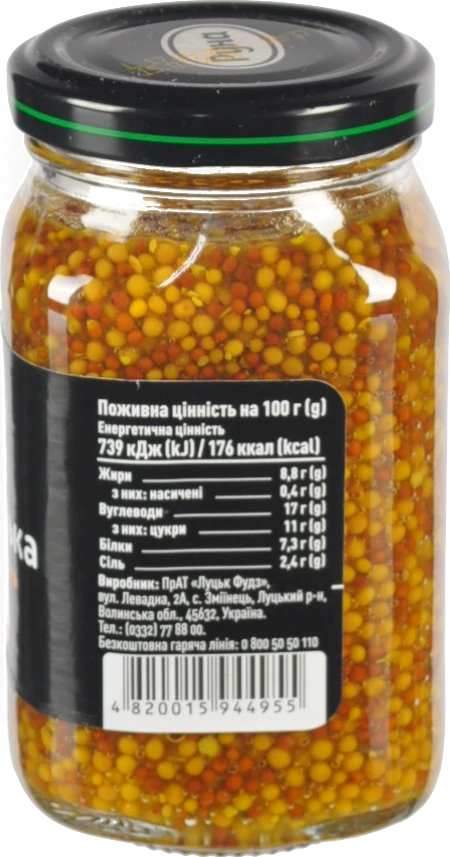 Руна
ька
Поживна цінність на 100 г (g)
Енергетична цінність
739 кДж (kJ) / 176 ккал (kcal)
Жири 8,8 г (g)
з них: насичені 0,4 г (g)
Вуглеводи 17 г (g)
з них: цукри 11 г (g)
Білки 7,3 г (g)
Сіль 2,4 г (g)
Виробник: ПрАТ «Луцьк Фудз»,
вул. Левадна, 2А, с. Зміїнець, Луцький р-н,
Волинська обл., 45632, Україна.
Тел.: (0332) 77 88 00.
Безкоштовна гаряча лінія: 0 800 50 50 110
4 820015 944955